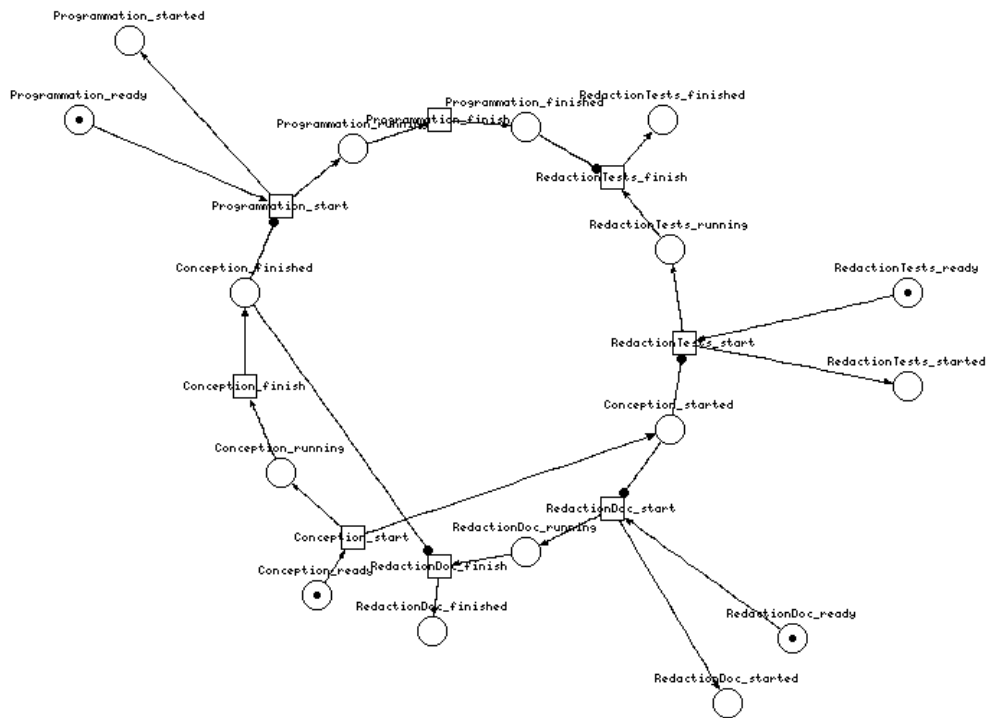 Programmation_started
Programmation_ready
RedactionTests_finished
Programmation_finished
Programmation_running
Programmation_finish
RedactionTests_finish
Programmation_start
RedactionTests_running
Conception_finished
RedactionTests_ready
RedactionTests_start
RedactionTests_started
Conception_finish
Conception_started
Conception_running
RedactionDoc_start
RedactionDoc_running
Conception_start
Conception_ready
RedactionDoc_finish
RedactionDoc_finished
RedactionDoc_ready
RedactionDoc_started